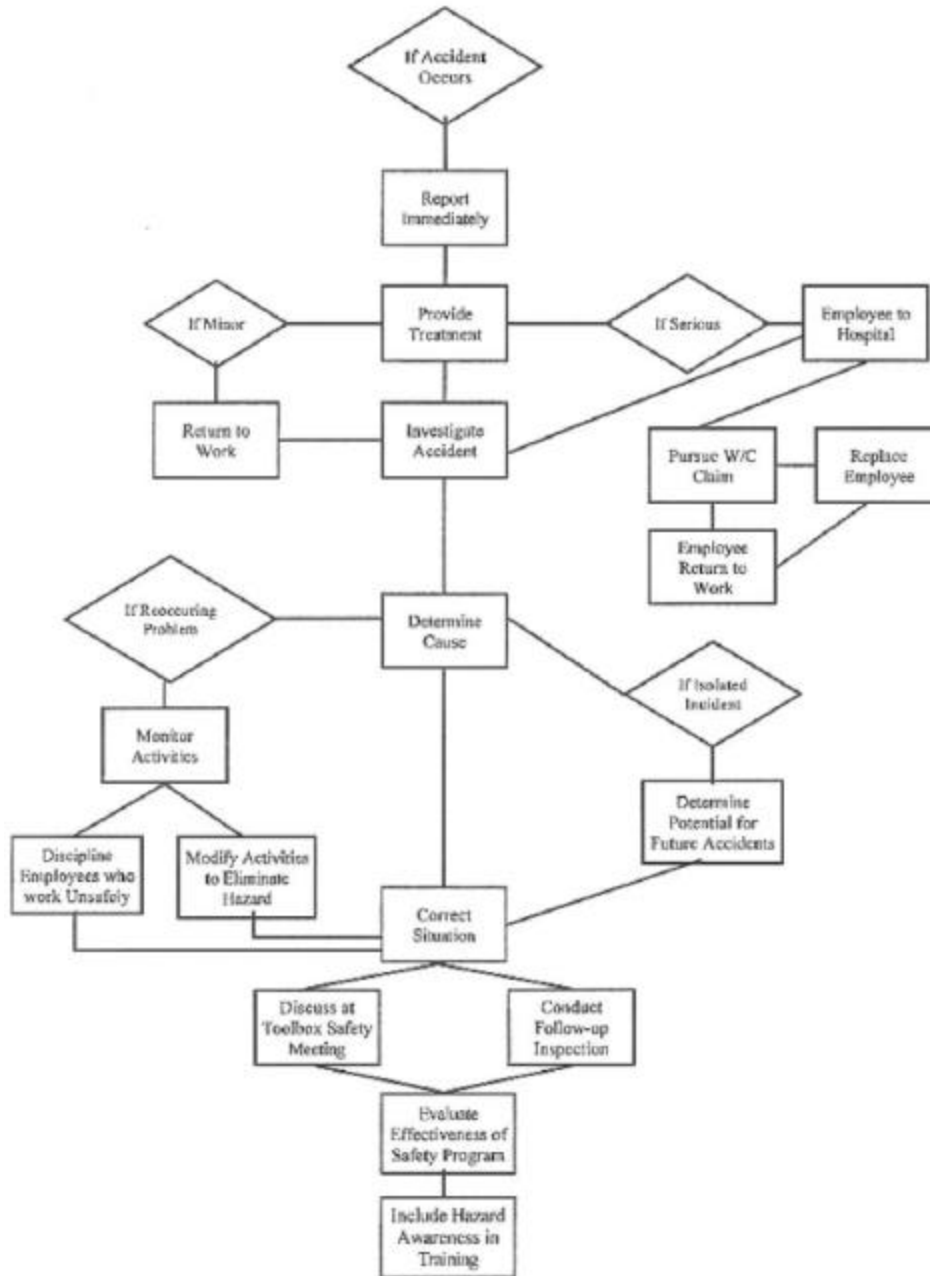 If Accident
Occurs
Report
Immediately
If Minor
Provide
Treatment
If Serious
Employee to
Hospital
Return to
Work
Investigate
Accident
Pursue W/C
Claim
Replace
Employee
Employee
Return to
Work
If Reoccuring
Problem
Determine
Cause
If Isolated
Incident
Monitor
Activities
Determine
Potential for
Future Accidents
Discipline
Employees who
work Unsafely
Modify Activities
to Eliminate
Hazard
Correct
Situation
Discuss at
Toolbox Safety
Meeting
Conduct
Follow-up
Inspection
Evaluate
Effectiveness of
Safety Program
Include Hazard
Awareness in
Training